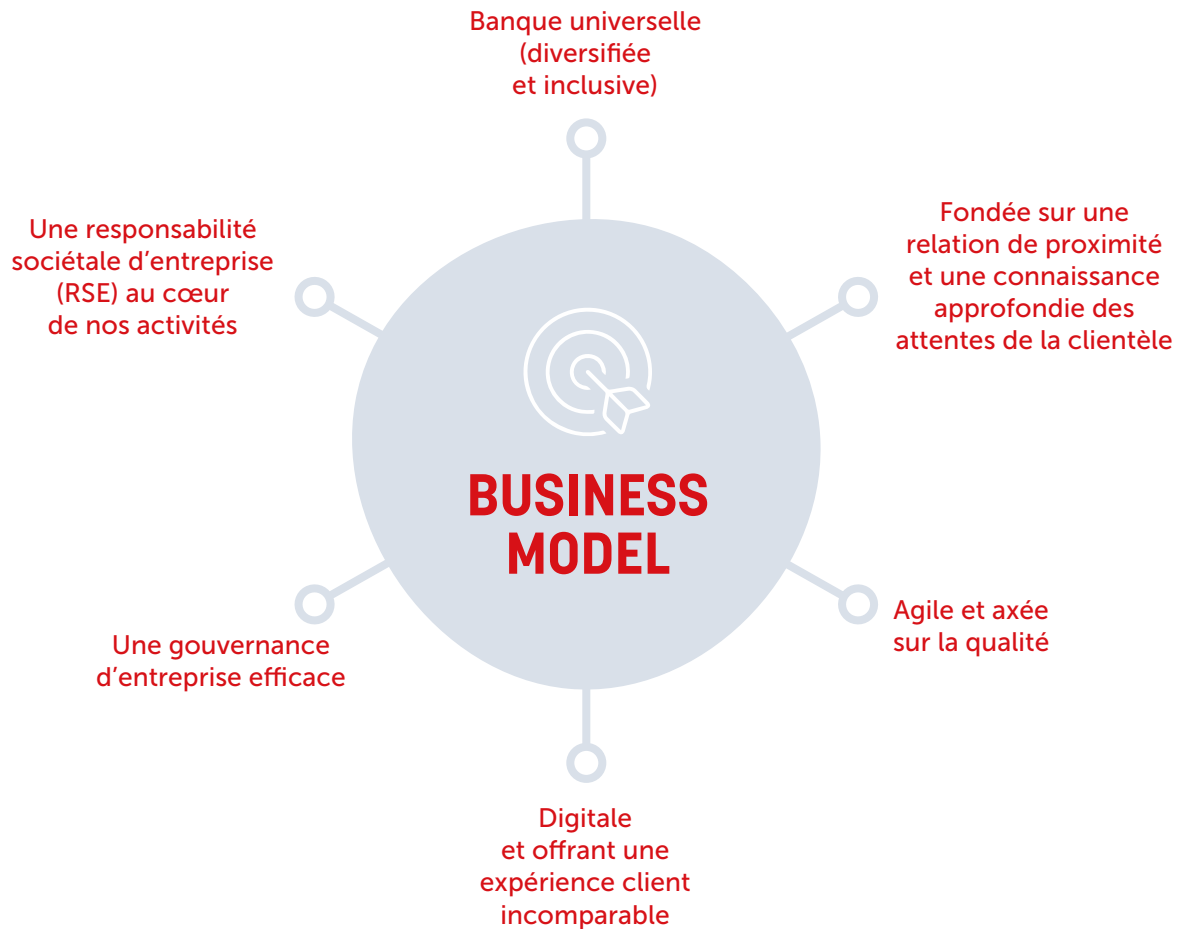 Banque universelle
(diversifiée
et inclusive)
Fondée sur une
relation de proximité
et une connaissance
approfondie des
attentes de la clientèle
Agile et axée
sur la qualité
Digitale
et offrant une
expérience client
incomparable
Une gouvernance
d’entreprise efficace
Une responsabilité
sociétale d’entreprise
(RSE) au cœur
de nos activités
BUSINESS
MODEL